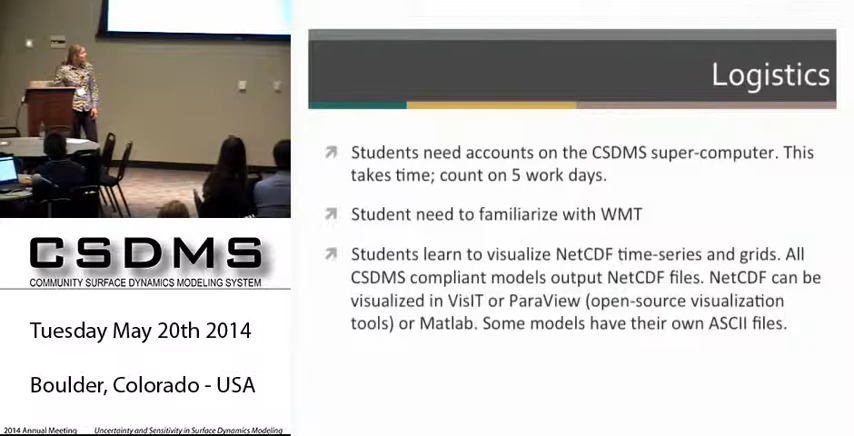 CSDMS
COMMUNITY SURFACE DYNAMICS MODELING SYSTEM
Tuesday May 20th 2014
Boulder, Colorado - USA
2014 Annual Meeting Uncertainty and Sensitivity in Surface Dynamics Modeling
Logistics
Students need accounts on the CSDMS super-computer. This
takes time; count on 5 work days.
Student need to familiarize with WMT
Students learn to visualize NetCDF time-series and grids. All
CSDMS compliant models output NetCDF files. NetCDF can be
visualized in VisIT or ParaView (open-source visualization
tools) or Matlab. Some models have their own ASCII files.